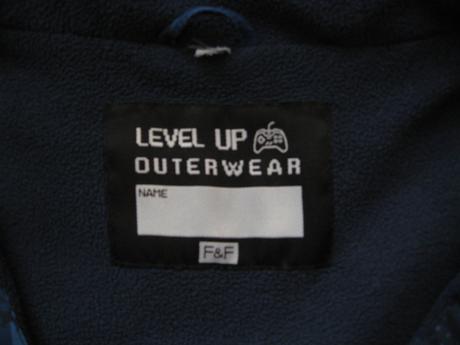 LEVEL UP
OUTERWEAR
NAME
F&F